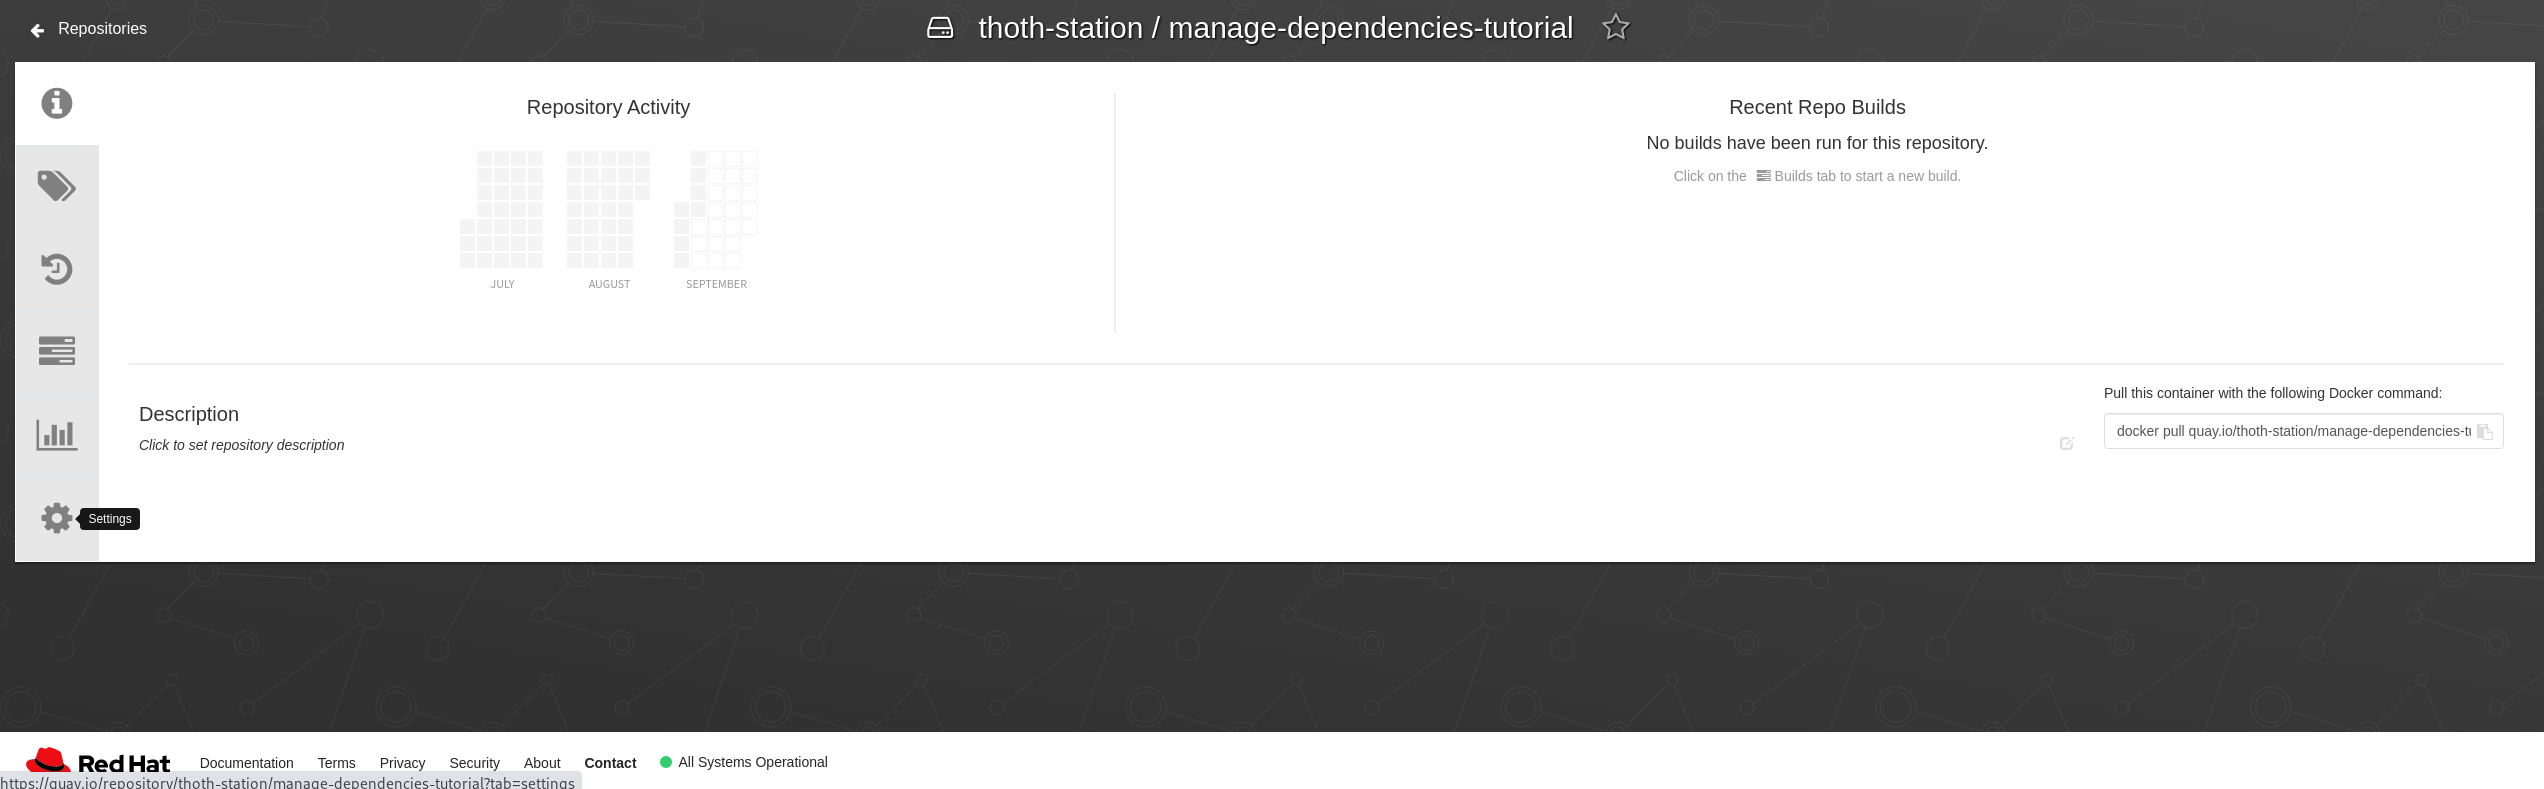 Repositories
thoth-station / manage-dependencies-tutorial
Repository Activity
JULY
AUGUST
SEPTEMBER
Recent Repo Builds
No builds have been run for this repository.
Click on the Builds tab to start a new build.
Description
Click to set repository description
Pull this container with the following Docker command:
docker pull quay.io/thoth-station/manage-dependencies-tu
Settings
Red Hat
Documentation Terms Privacy Security About Contact All Systems Operational
https://quay.io/repository/thoth-station/manage-dependencies-tutorial?tab=settings